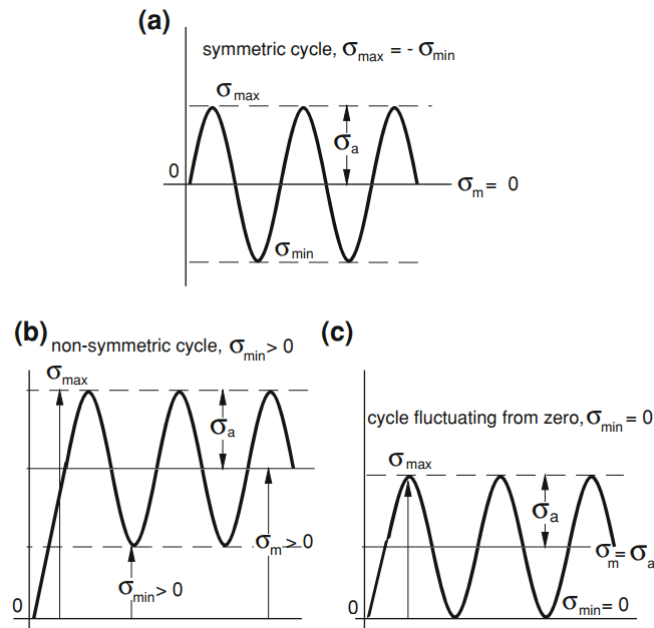 (a)
symmetric cycle, σmax = - σmin
σmax
σa
0
σm = 0
σmin
(b)
non-symmetric cycle, σmin > 0
σmax
σa
σm > 0
σmin > 0
0
(c)
cycle fluctuating from zero, σmin = 0
σmax
σa
σm = σa
σmin = 0
0